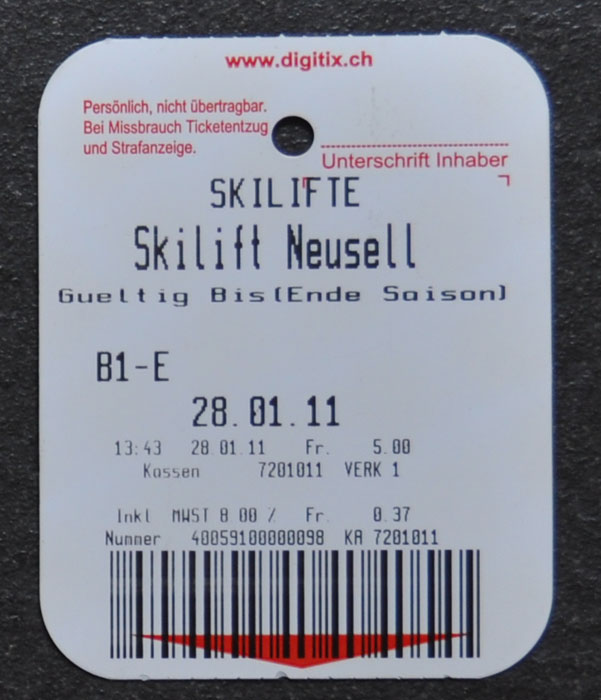 www.digitix.ch
Persönlich, nicht übertragbar.
Bei Missbrauch Ticketentzug
und Strafanzeige.
Unterschrift Inhaber
SKILIFTE
Skilift Neusell
Gueltig Bis(Ende Saison)
B1-E
28.01.11
13:43 28.01.11 Fr. 5.00
Kassen 7201011 VERK 1
Inkl MWST 8.00 % Fr. 0.37
Nummer 40059100000098 KA 7201011